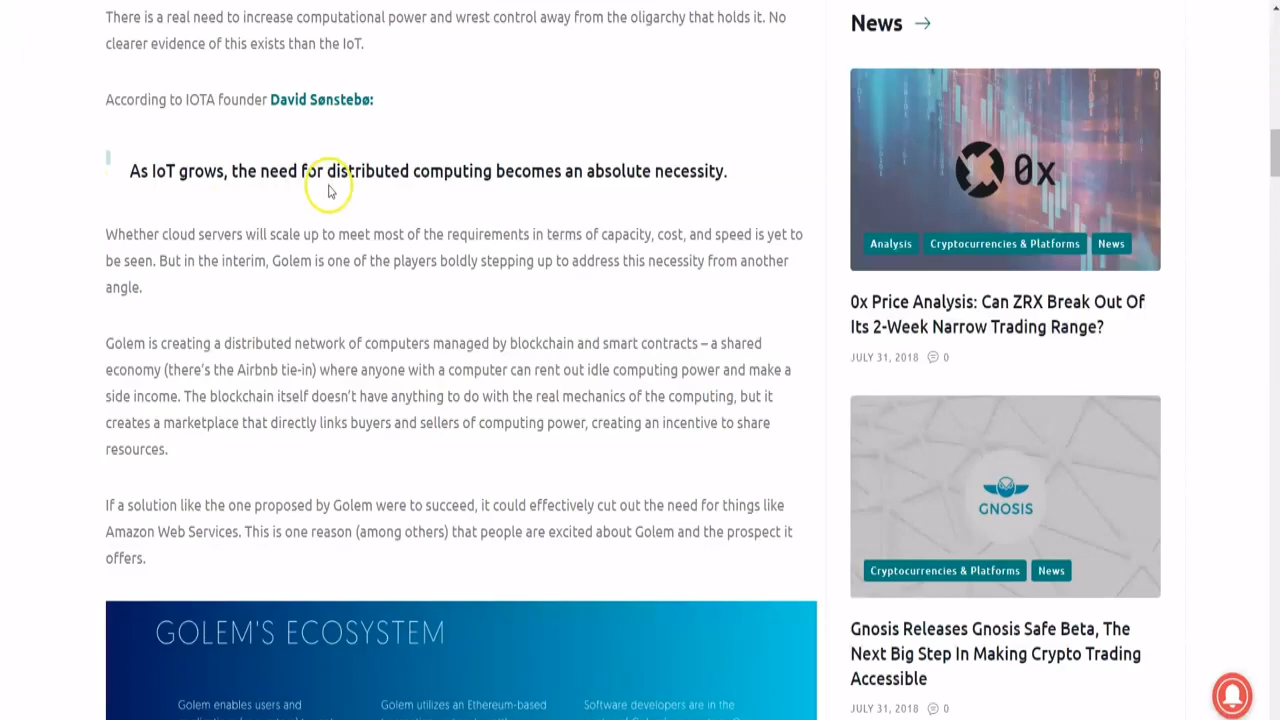 There is a real need to increase computational power and wrest control away from the oligarchy that holds it. No
clearer evidence of this exists than the IoT.
According to IOTA founder David Sønstebø:
As IoT grows, the need for distributed computing becomes an absolute necessity.
Whether cloud servers will scale up to meet most of the requirements in terms of capacity, cost, and speed is yet to
be seen. But in the interim, Golem is one of the players boldly stepping up to address this necessity from another
angle.
Golem is creating a distributed network of computers managed by blockchain and smart contracts – a shared
economy (there's the Airbnb tie-in) where anyone with a computer can rent out idle computing power and make a
side income. The blockchain itself doesn't have anything to do with the real mechanics of the computing, but it
creates a marketplace that directly links buyers and sellers of computing power, creating an incentive to share
resources.
If a solution like the one proposed by Golem were to succeed, it could effectively cut out the need for things like
Amazon Web Services. This is one reason (among others) that people are excited about Golem and the prospect it
offers.
GOLEM'S ECOSYSTEM
Golem enables users and
Golem utilizes an Ethereum-based
Software developers are in the
News
0x
Analysis
Cryptocurrencies & Platforms
News
0x Price Analysis: Can ZRX Break Out Of
Its 2-Week Narrow Trading Range?
JULY 31, 2018 0
GNOSIS
Cryptocurrencies & Platforms
News
Gnosis Releases Gnosis Safe Beta, The
Next Big Step In Making Crypto Trading
Accessible
JULY 31, 2018 0